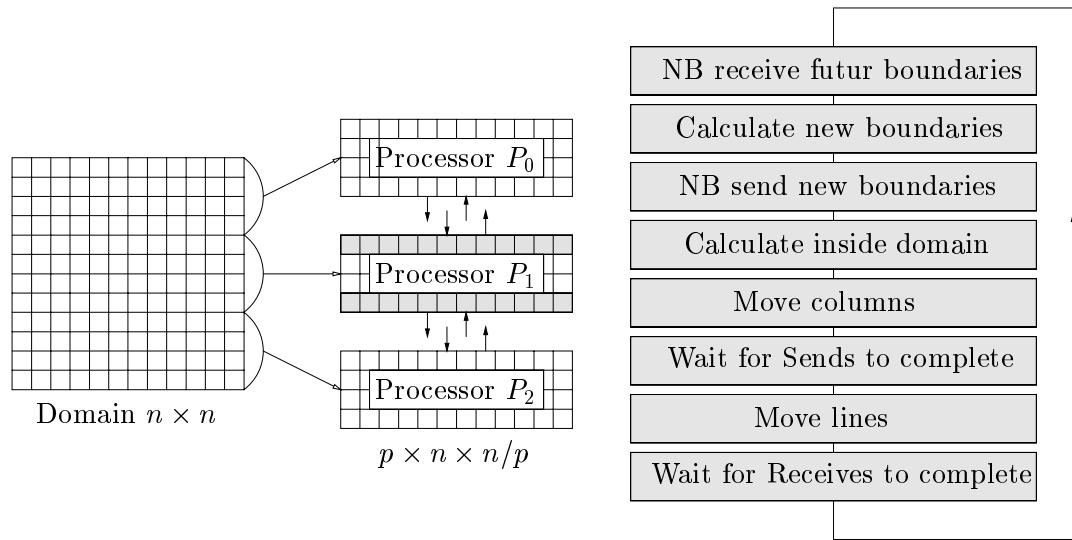 Domain n × n
Processor P₀
Processor P₁
Processor P₂
p × n × n/p
NB receive futur boundaries
Calculate new boundaries
NB send new boundaries
Calculate inside domain
Move columns
Wait for Sends to complete
Move lines
Wait for Receives to complete